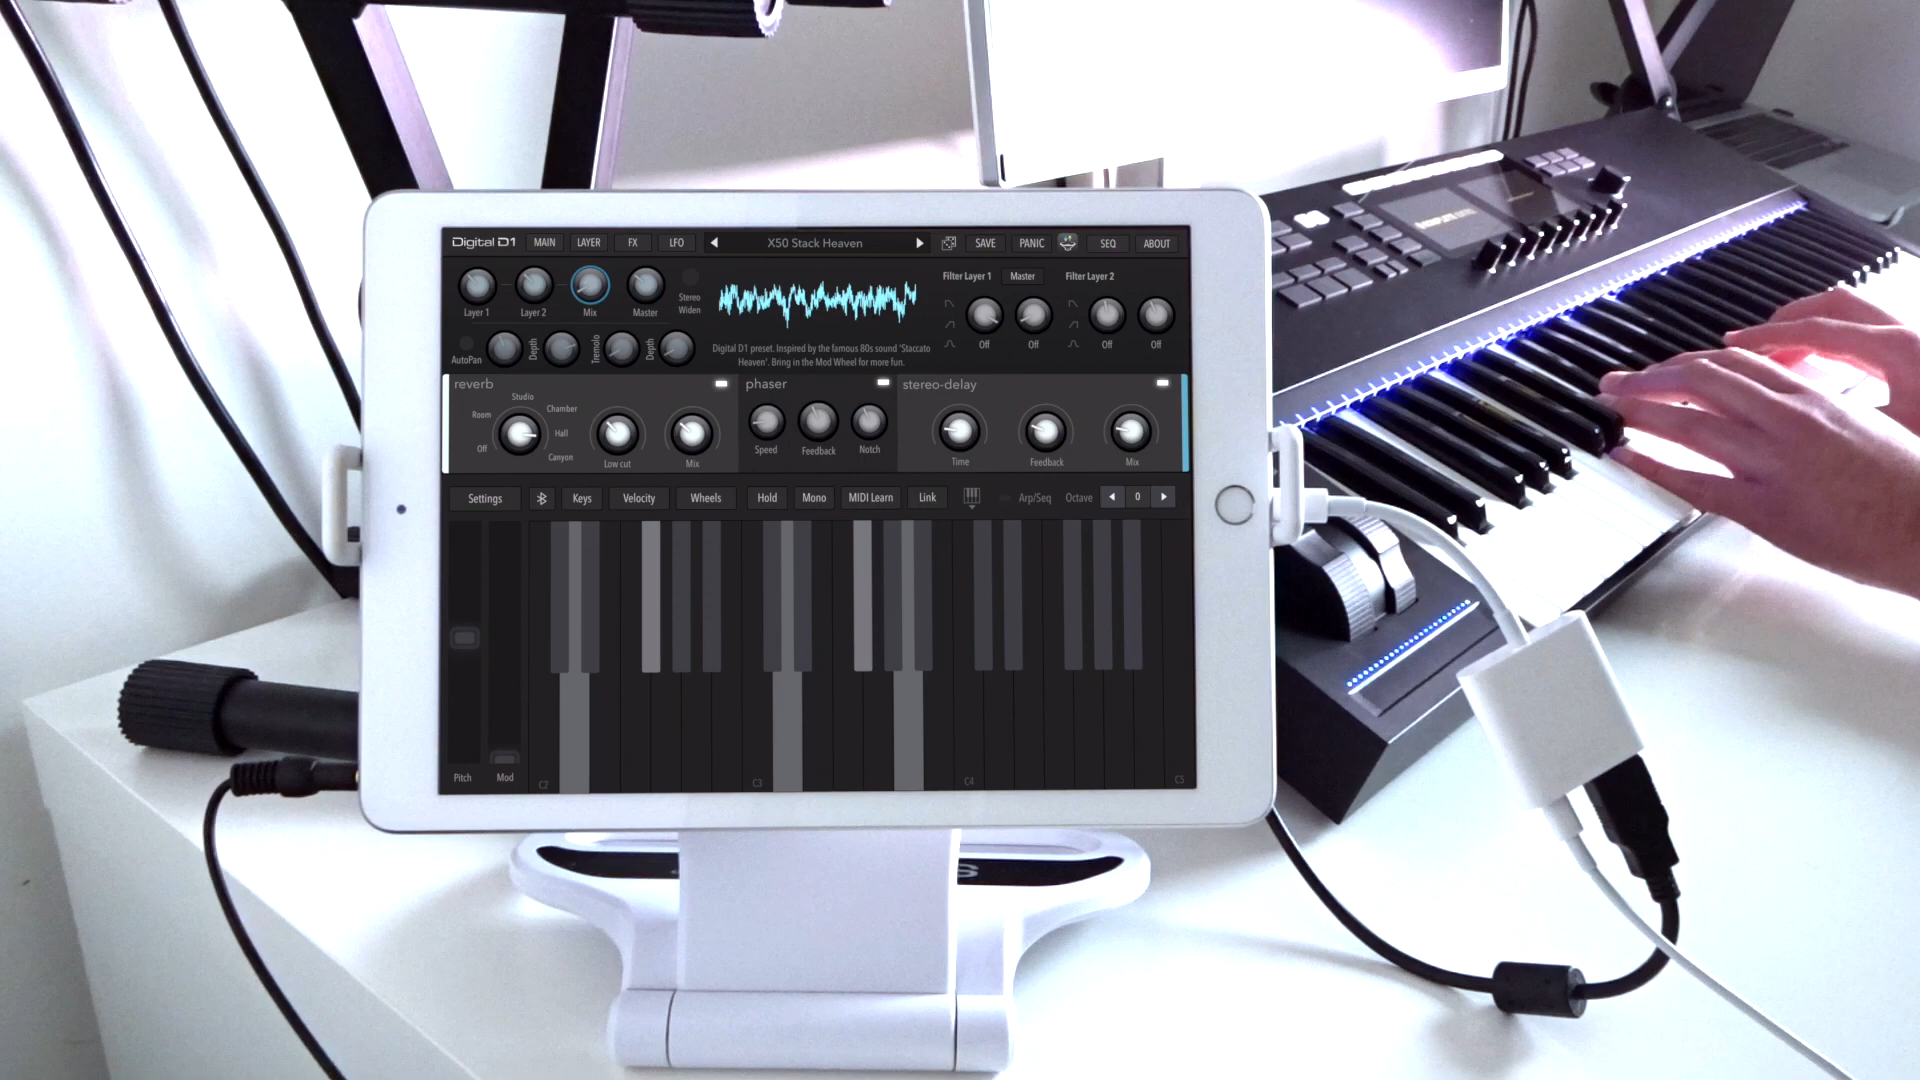 Digital D1 MAIN LAYER FX LFO X50 Stack Heaven SAVE PANIC SEQ ABOUT
Layer 1 Layer 2 Mix Master Stereo Widen
Filter Layer 1 Master Filter Layer 2
Off Off Off Off
AutoPan Depth Tremolo Depth
Digital D1 preset. Inspired by the famous 80s sound 'Staccato
Heaven'. Bring in the Mod Wheel for more fun.
reverb phaser stereo-delay
Off Room Studio Chamber Hall Canyon
Low cut Mix Speed Feedback Notch Time Feedback Mix
Settings Keys Velocity Wheels Hold Mono MIDI Learn Link Arp/Seq Octave 0
Pitch Mod C2 C3 C4 C5
S